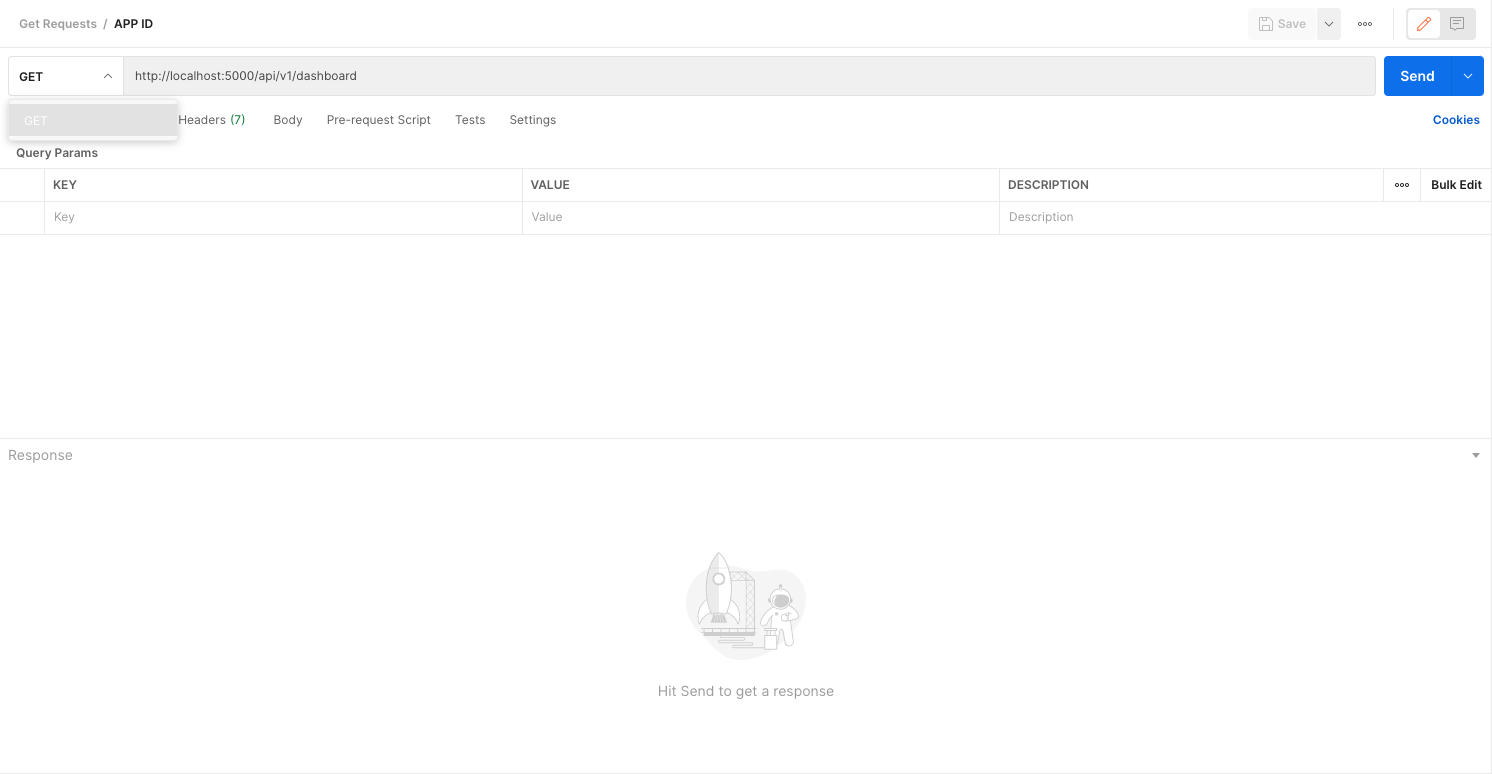 Get Requests / APP ID
Save
GET
http://localhost:5000/api/v1/dashboard
Send
GET
Headers (7)
Body
Pre-request Script
Tests
Settings
Cookies
Query Params
KEY
VALUE
DESCRIPTION
Bulk Edit
Key
Value
Description
Response
Hit Send to get a response